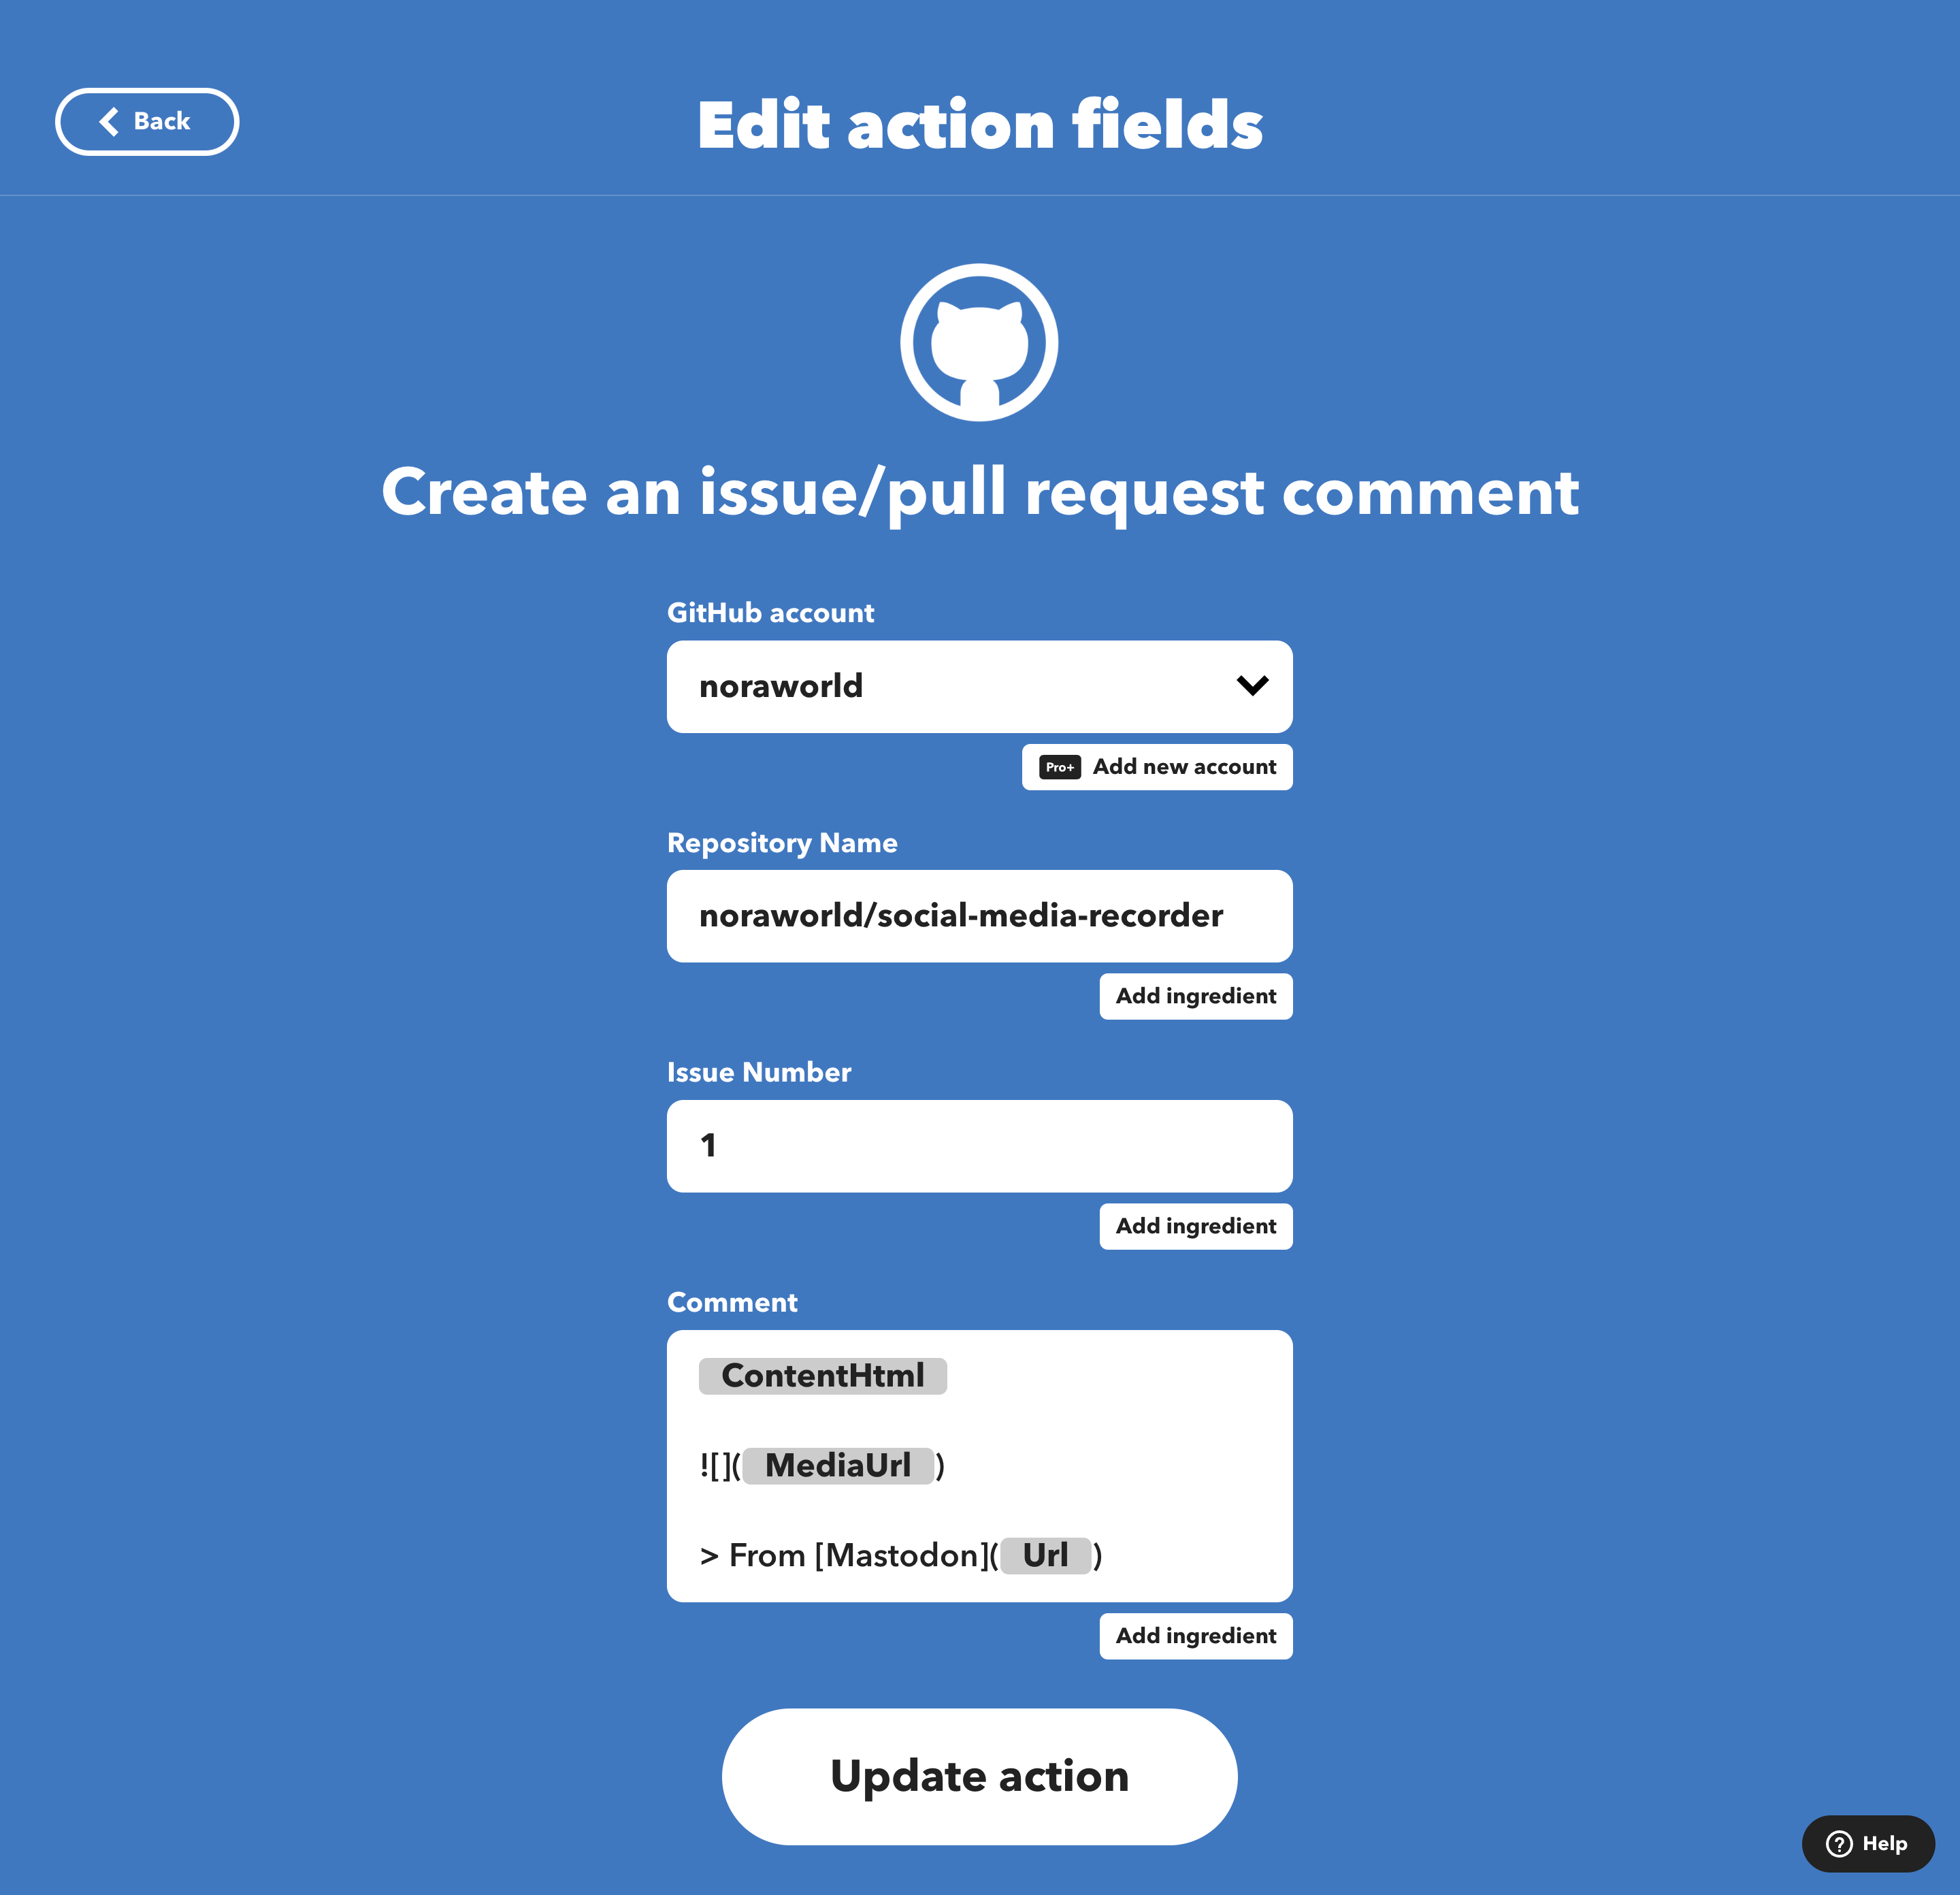 Back
Edit action fields
Create an issue/pull request comment
GitHub account
noraworld
Pro+ Add new account
Repository Name
noraworld/social-media-recorder
Add ingredient
Issue Number
1
Add ingredient
Comment
ContentHtml
![](MediaUrl)
> From [Mastodon](Url)
Add ingredient
Update action
Help